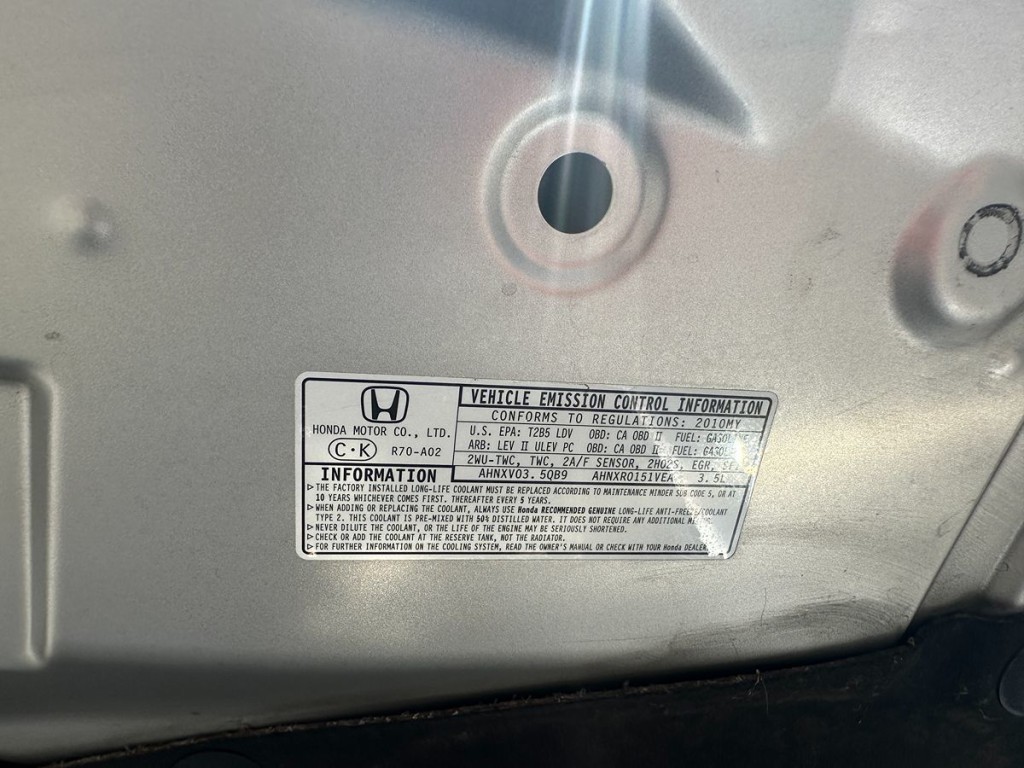 HONDA MOTOR CO., LTD.
C·K R70-A02
VEHICLE EMISSION CONTROL INFORMATION
CONFORMS TO REGULATIONS: 2010MY
U.S. EPA: T2B5 LDV OBD: CA OBD II FUEL: GASOLINE
ARB: LEV II ULEV PC OBD: CA OBD II FUEL: GASOLINE
2WU-TWC, TWC, 2A/F SENSOR, 2HO2S, EGR,
AHNXV03.5QB9 AHNXR0151VEA 3.5L
INFORMATION
▷THE FACTORY INSTALLED LONG-LIFE COOLANT MUST BE REPLACED ACCORDING TO MAINTENANCE MINDER SUB CODE 5, OR AT
10 YEARS WHICHEVER COMES FIRST. THEREAFTER EVERY 5 YEARS.
▷WHEN ADDING OR REPLACING THE COOLANT, ALWAYS USE Honda RECOMMENDED GENUINE LONG-LIFE ANTI-FREEZE/COOLANT
TYPE 2. THIS COOLANT IS PRE-MIXED WITH 50% DISTILLED WATER. IT DOES NOT REQUIRE ANY ADDITIONAL
▷NEVER DILUTE THE COOLANT, OR THE LIFE OF THE ENGINE MAY BE SERIOUSLY SHORTENED.
▷CHECK OR ADD THE COOLANT AT THE RESERVE TANK, NOT THE RADIATOR.
▷FOR FURTHER INFORMATION ON THE COOLING SYSTEM, READ THE OWNER'S MANUAL OR CHECK WITH YOUR Honda DEALER.